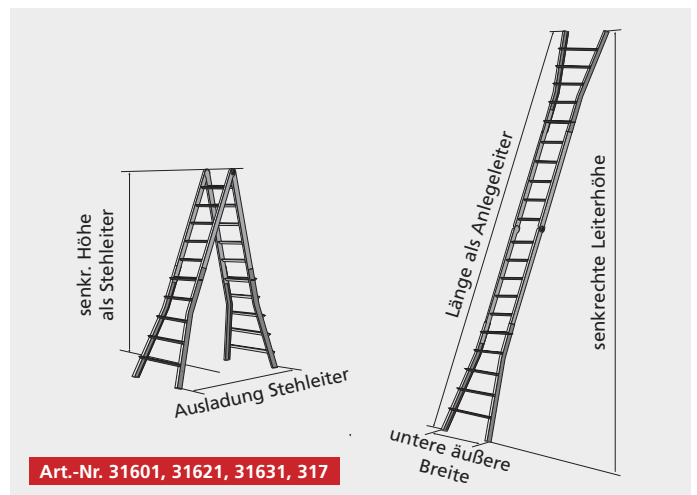 senkr. Höhe
als Stehleiter
Ausladung Stehleiter
Länge als Anlegeleiter
senkrechte Leiterhöhe
untere äußere
Breite
Art.-Nr. 31601, 31621, 31631, 317